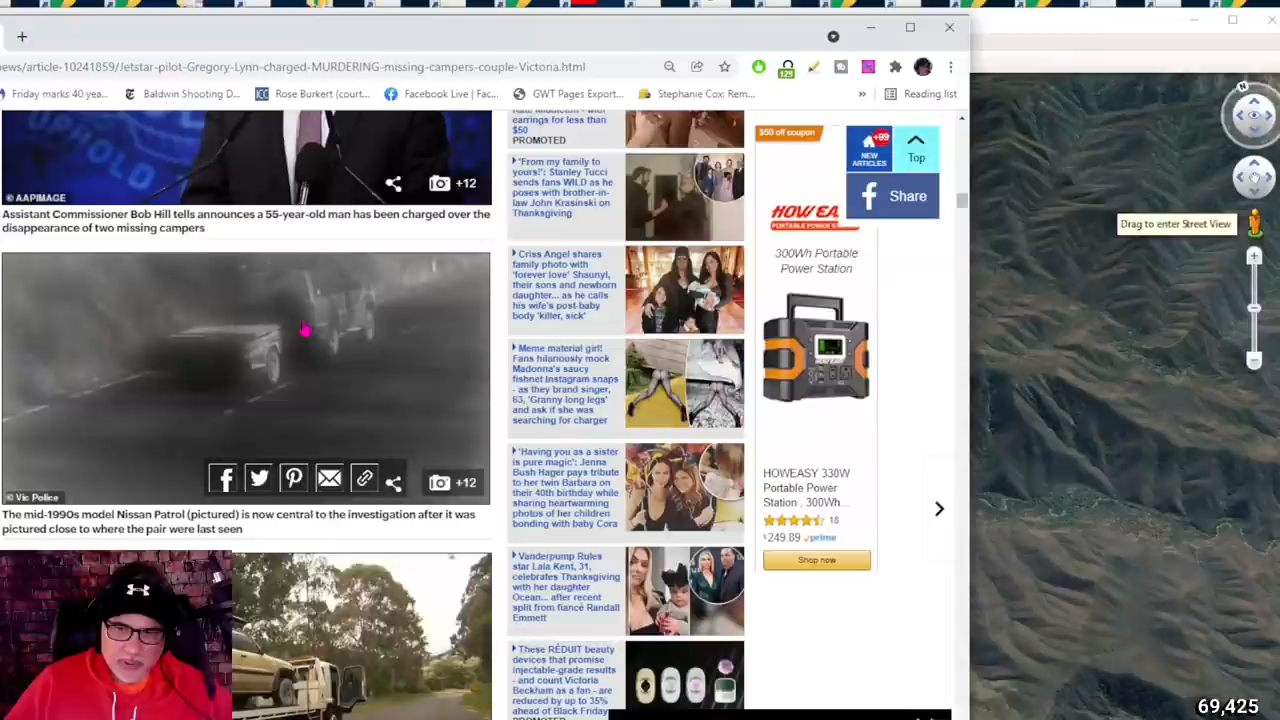 news/article-10241859/Jetstar-pilot-Gregory-Lynn-charged-MURDERING-missing-campers-couple-Victoria.html
Friday marks 40 yea...
Baldwin Shooting D...
Rose Burkert (court...
Facebook Live | Fac...
GWT Pages Export...
Stephanie Cox: Rem...
»
Reading list
129
© AAPIMAGE
+12
Assistant Commissioner Bob Hill tells announces a 55-year-old man has been charged over the
disappearance of two missing campers
© Vic Police
+12
The mid-1990s model Nissan Patrol (pictured) is now central to the investigation after it was
pictured close to where the pair were last seen
earrings for less than
$50
PROMOTED
'From my family to
yours!': Stanley Tucci
sends fans WILD as he
poses with brother-in-
law John Krasinski on
Thanksgiving
Criss Angel shares
family photo with
'forever love' Shaunyl,
their sons and newborn
daughter... as he calls
his wife's post-baby
body 'killer, sick'
Meme material girl!
Fans hilariously mock
Madonna's saucy
fishnet Instagram snaps
- as they brand singer,
63, 'Granny long legs'
and ask if she was
searching for charger
'Having you as a sister
is pure magic': Jenna
Bush Hager pays tribute
to her twin Barbara on
their 40th birthday while
sharing heartwarming
photos of her children
bonding with baby Cora
Vanderpump Rules
star Lala Kent, 31,
celebrates Thanksgiving
with her daughter
Ocean... after recent
split from fiancé Randall
Emmett
These RÉDUIT beauty
devices that promise
injectable-grade results
- and count Victoria
Beckham as a fan - are
reduced by up to 35%
ahead of Black Friday
PROMOTED
$50 off coupon
+99
NEW
ARTICLES
Top
Share
HOWEA
PORTABLE POWER
300Wh Portable
Power Station
HOWEASY 330W
Portable Power
Station , 300Wh...
18
$249.89 prime
Shop now
N
Drag to enter Street View
69,425